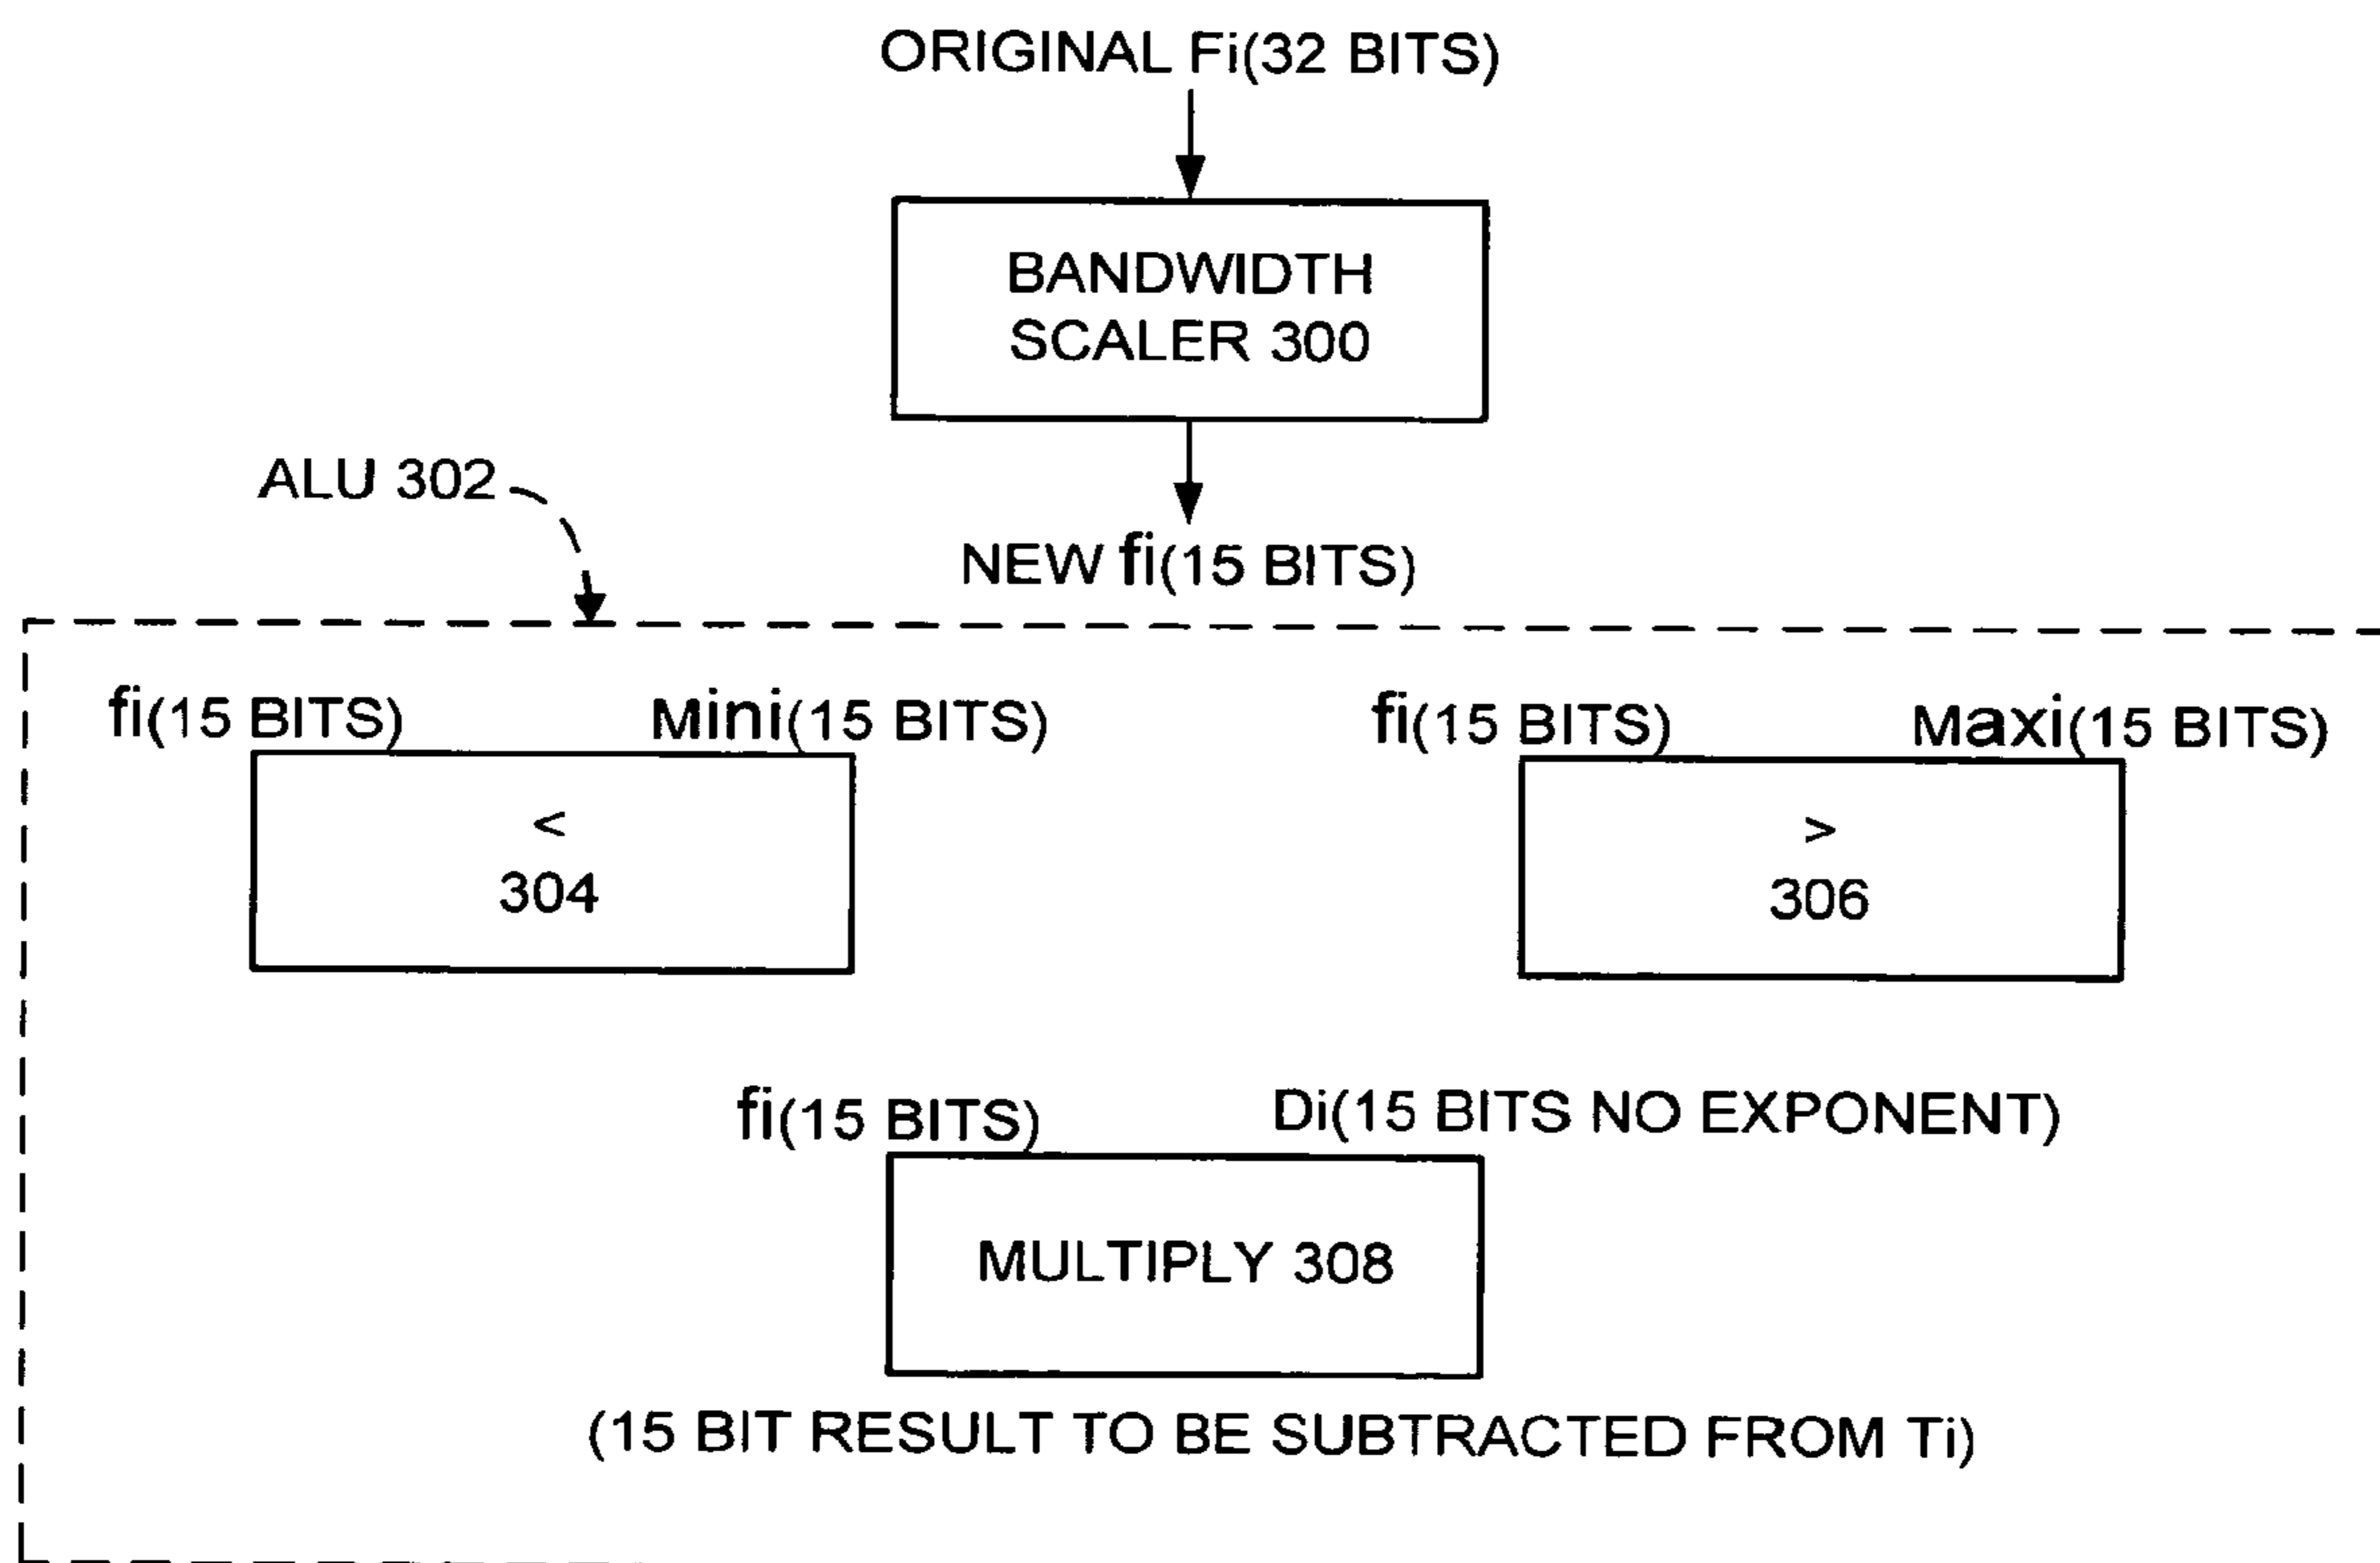 ORIGINAL Fi(32 BITS)
BANDWIDTH
SCALER 300
ALU 302
NEW fi(15 BITS)
fi(15 BITS)
Mini(15 BITS)
fi(15 BITS)
Maxi(15 BITS)
<
304
>
306
fi(15 BITS)
Di(15 BITS NO EXPONENT)
MULTIPLY 308
(15 BIT RESULT TO BE SUBTRACTED FROM Ti)